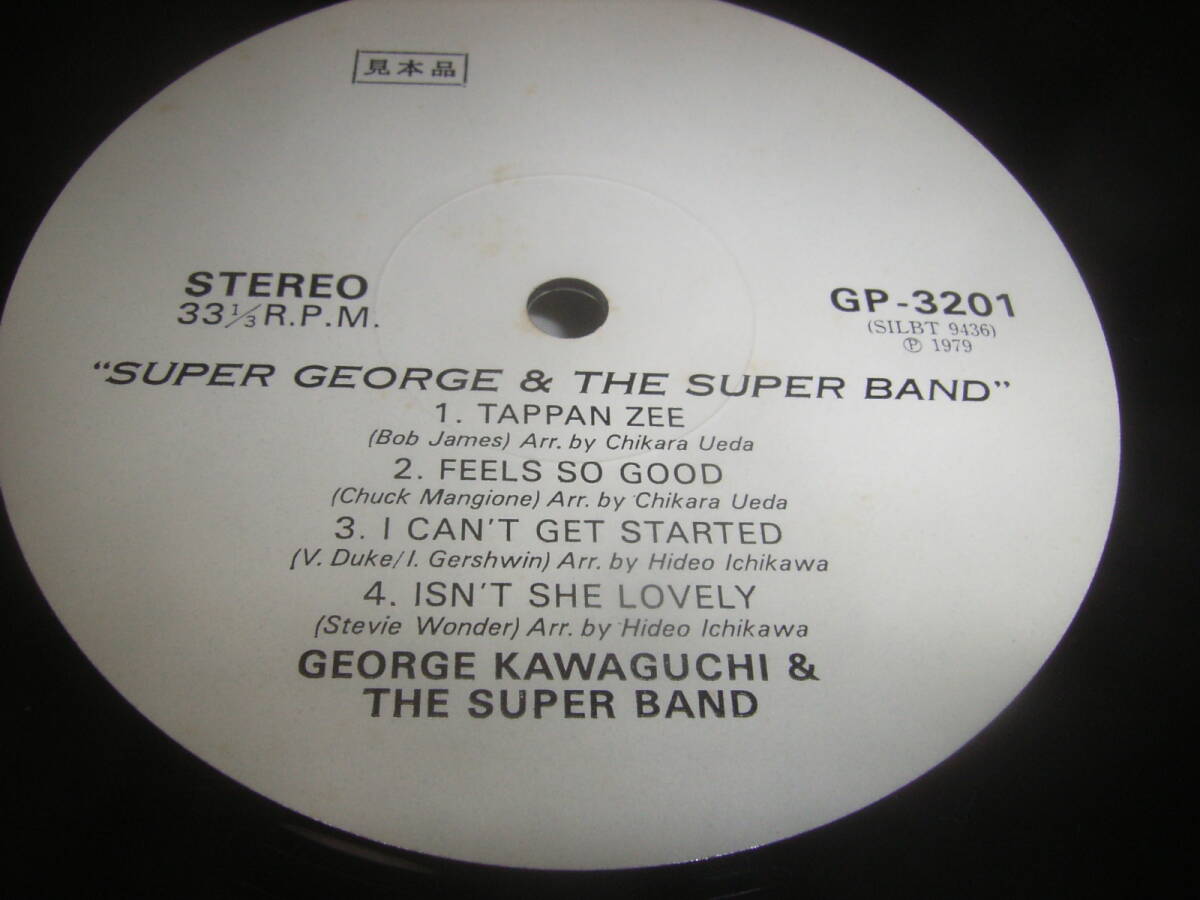 見本品
STEREO
33 1/3 R.P.M.
GP-3201
(SILBT 9436)
Ⓟ 1979
"SUPER GEORGE & THE SUPER BAND"
1. TAPPAN ZEE
(Bob James) Arr. by Chikara Ueda
2. FEELS SO GOOD
(Chuck Mangione) Arr. by Chikara Ueda
3. I CAN'T GET STARTED
(V. Duke/I. Gershwin) Arr. by Hideo Ichikawa
4. ISN'T SHE LOVELY
(Stevie Wonder) Arr. by Hideo Ichikawa
GEORGE KAWAGUCHI &
THE SUPER BAND